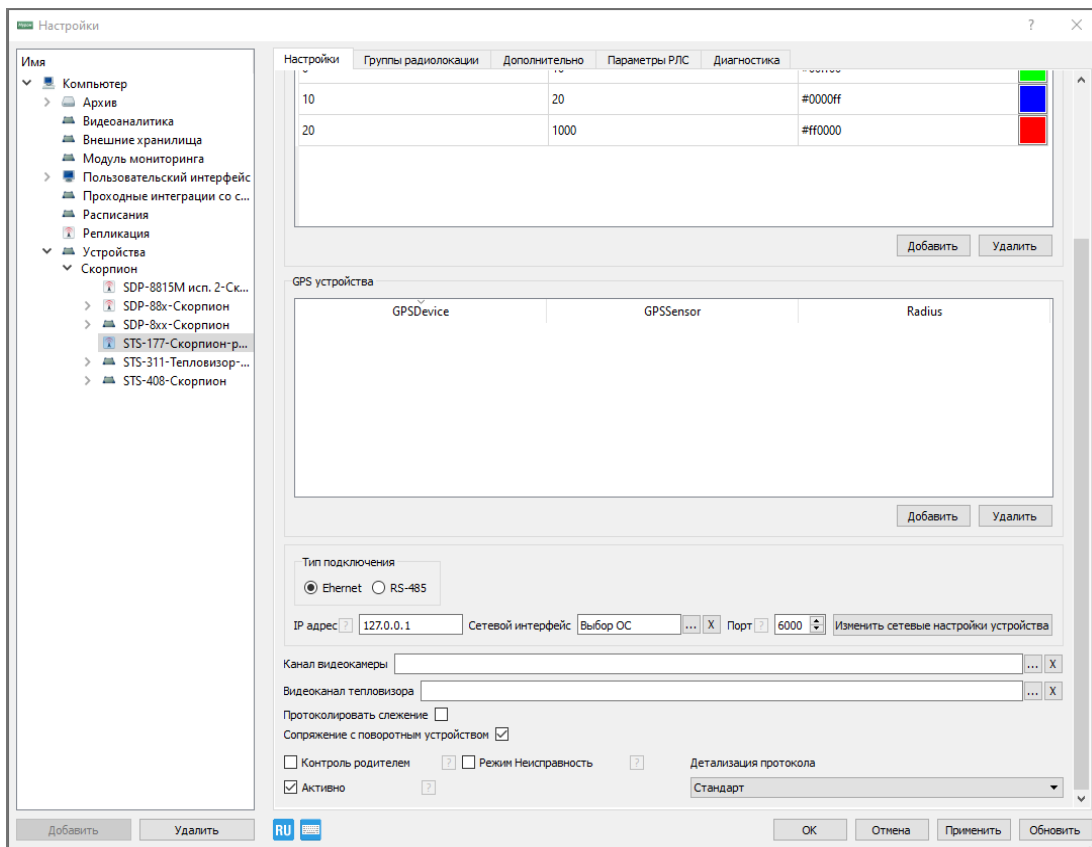 Настройки
?
Имя
Компьютер
Архив
Видеоаналитика
Внешние хранилища
Модуль мониторинга
Пользовательский интерфейс
Проходные интеграции со с...
Расписания
Репликация
Устройства
Скорпион
SDP-8815M исп. 2-Ск...
SDP-88x-Скорпион
SDP-8xx-Скорпион
STS-177-Скорпион-р...
STS-311-Тепловизор-...
STS-408-Скорпион
Добавить Удалить
Настройки Группы радиолокации Дополнительно Параметры РЛС Диагностика
10 20 #0000ff
20 1000 #ff0000
Добавить Удалить
GPS устройства
GPSDevice GPSSensor Radius
Добавить Удалить
Тип подключения
Ehernet RS-485
IP адрес ? 127.0.0.1 Сетевой интерфейс Выбор ОС ... X Порт ? 6000 Изменить сетевые настройки устройства
Канал видеокамеры ... X
Видеоканал тепловизора ... X
Протоколировать слежение
Сопряжение с поворотным устройством
Контроль родителем ? Режим Неисправность ? Детализация протокола
Активно ? Стандарт
RU OK Отмена Применить Обновить